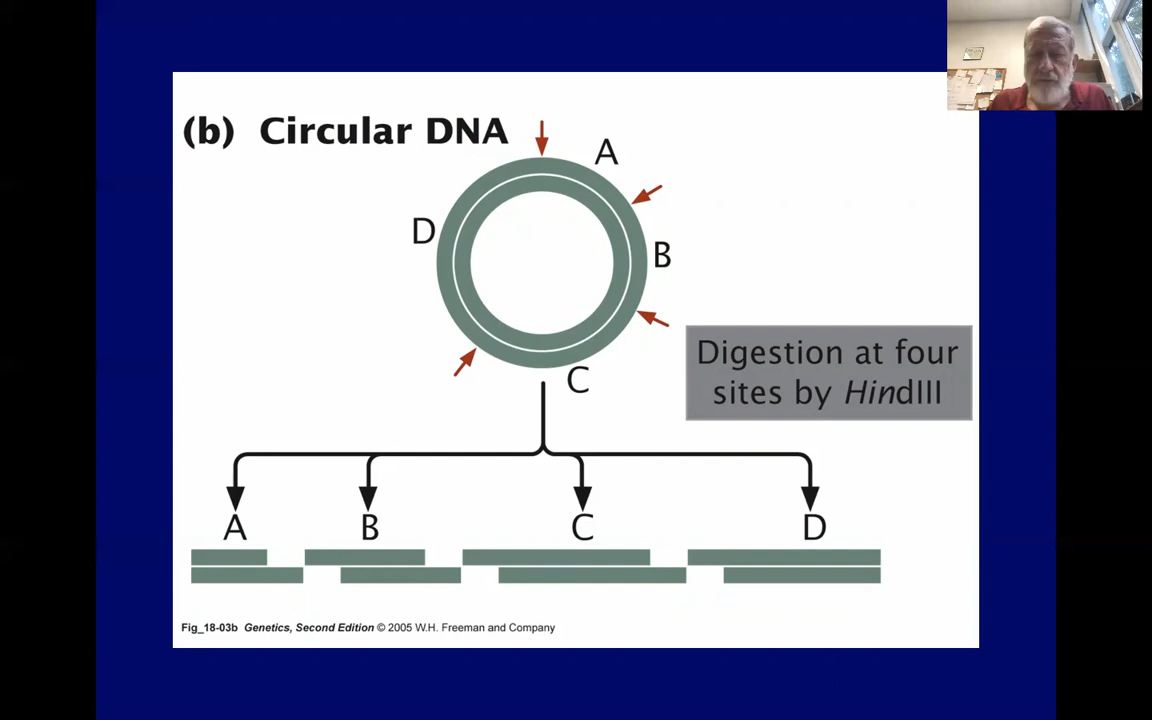 (b) Circular DNA
A
D
B
C
Digestion at four
sites by HindIII
A B C D
Fig_18-03b Genetics, Second Edition © 2005 W.H. Freeman and Company